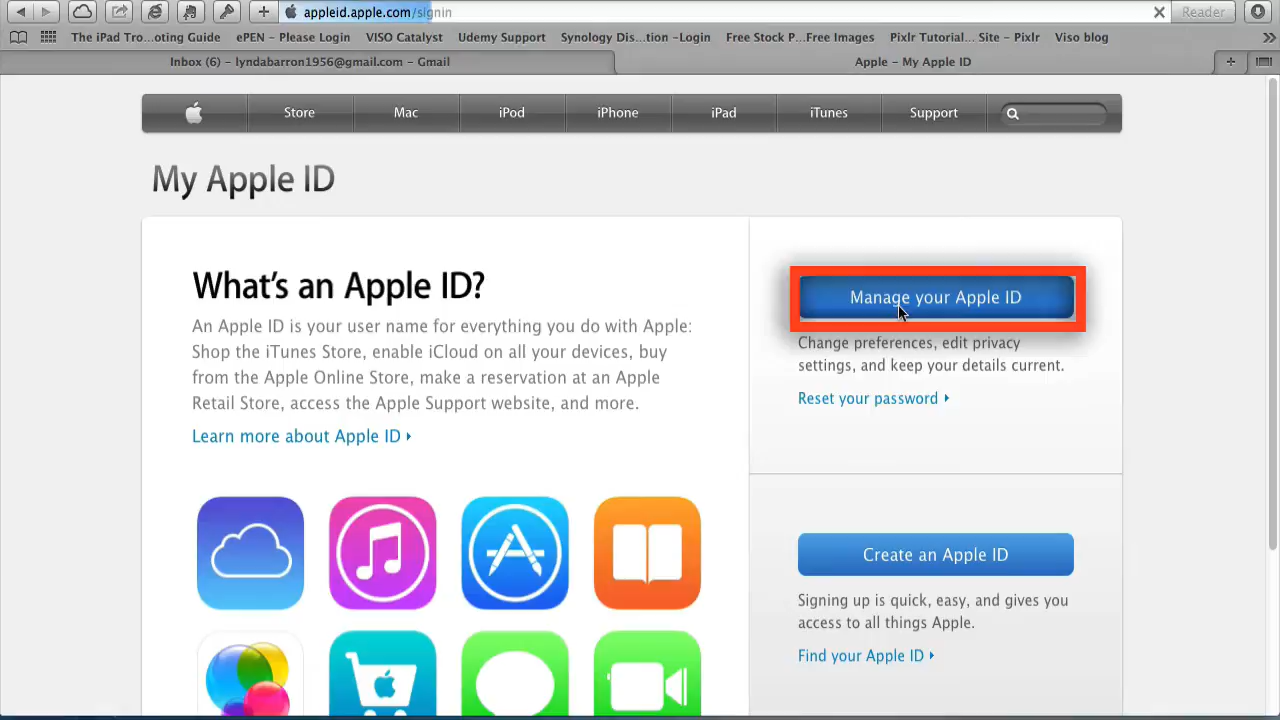 appleid.apple.com/signin
Reader
The iPad Tro...oting Guide
ePEN - Please Login
VISO Catalyst
Udemy Support
Synology Dis...tion -Login
Free Stock P...Free Images
Pixlr Tutorial... Site - Pixlr
Viso blog
Inbox (6) - lyndabarron1956@gmail.com - Gmail
Apple - My Apple ID
Store
Mac
iPod
iPhone
iPad
iTunes
Support
My Apple ID
What's an Apple ID?
An Apple ID is your user name for everything you do with Apple:
Shop the iTunes Store, enable iCloud on all your devices, buy
from the Apple Online Store, make a reservation at an Apple
Retail Store, access the Apple Support website, and more.
Learn more about Apple ID
Manage your Apple ID
Change preferences, edit privacy
settings, and keep your details current.
Reset your password
Create an Apple ID
Signing up is quick, easy, and gives you
access to all things Apple.
Find your Apple ID